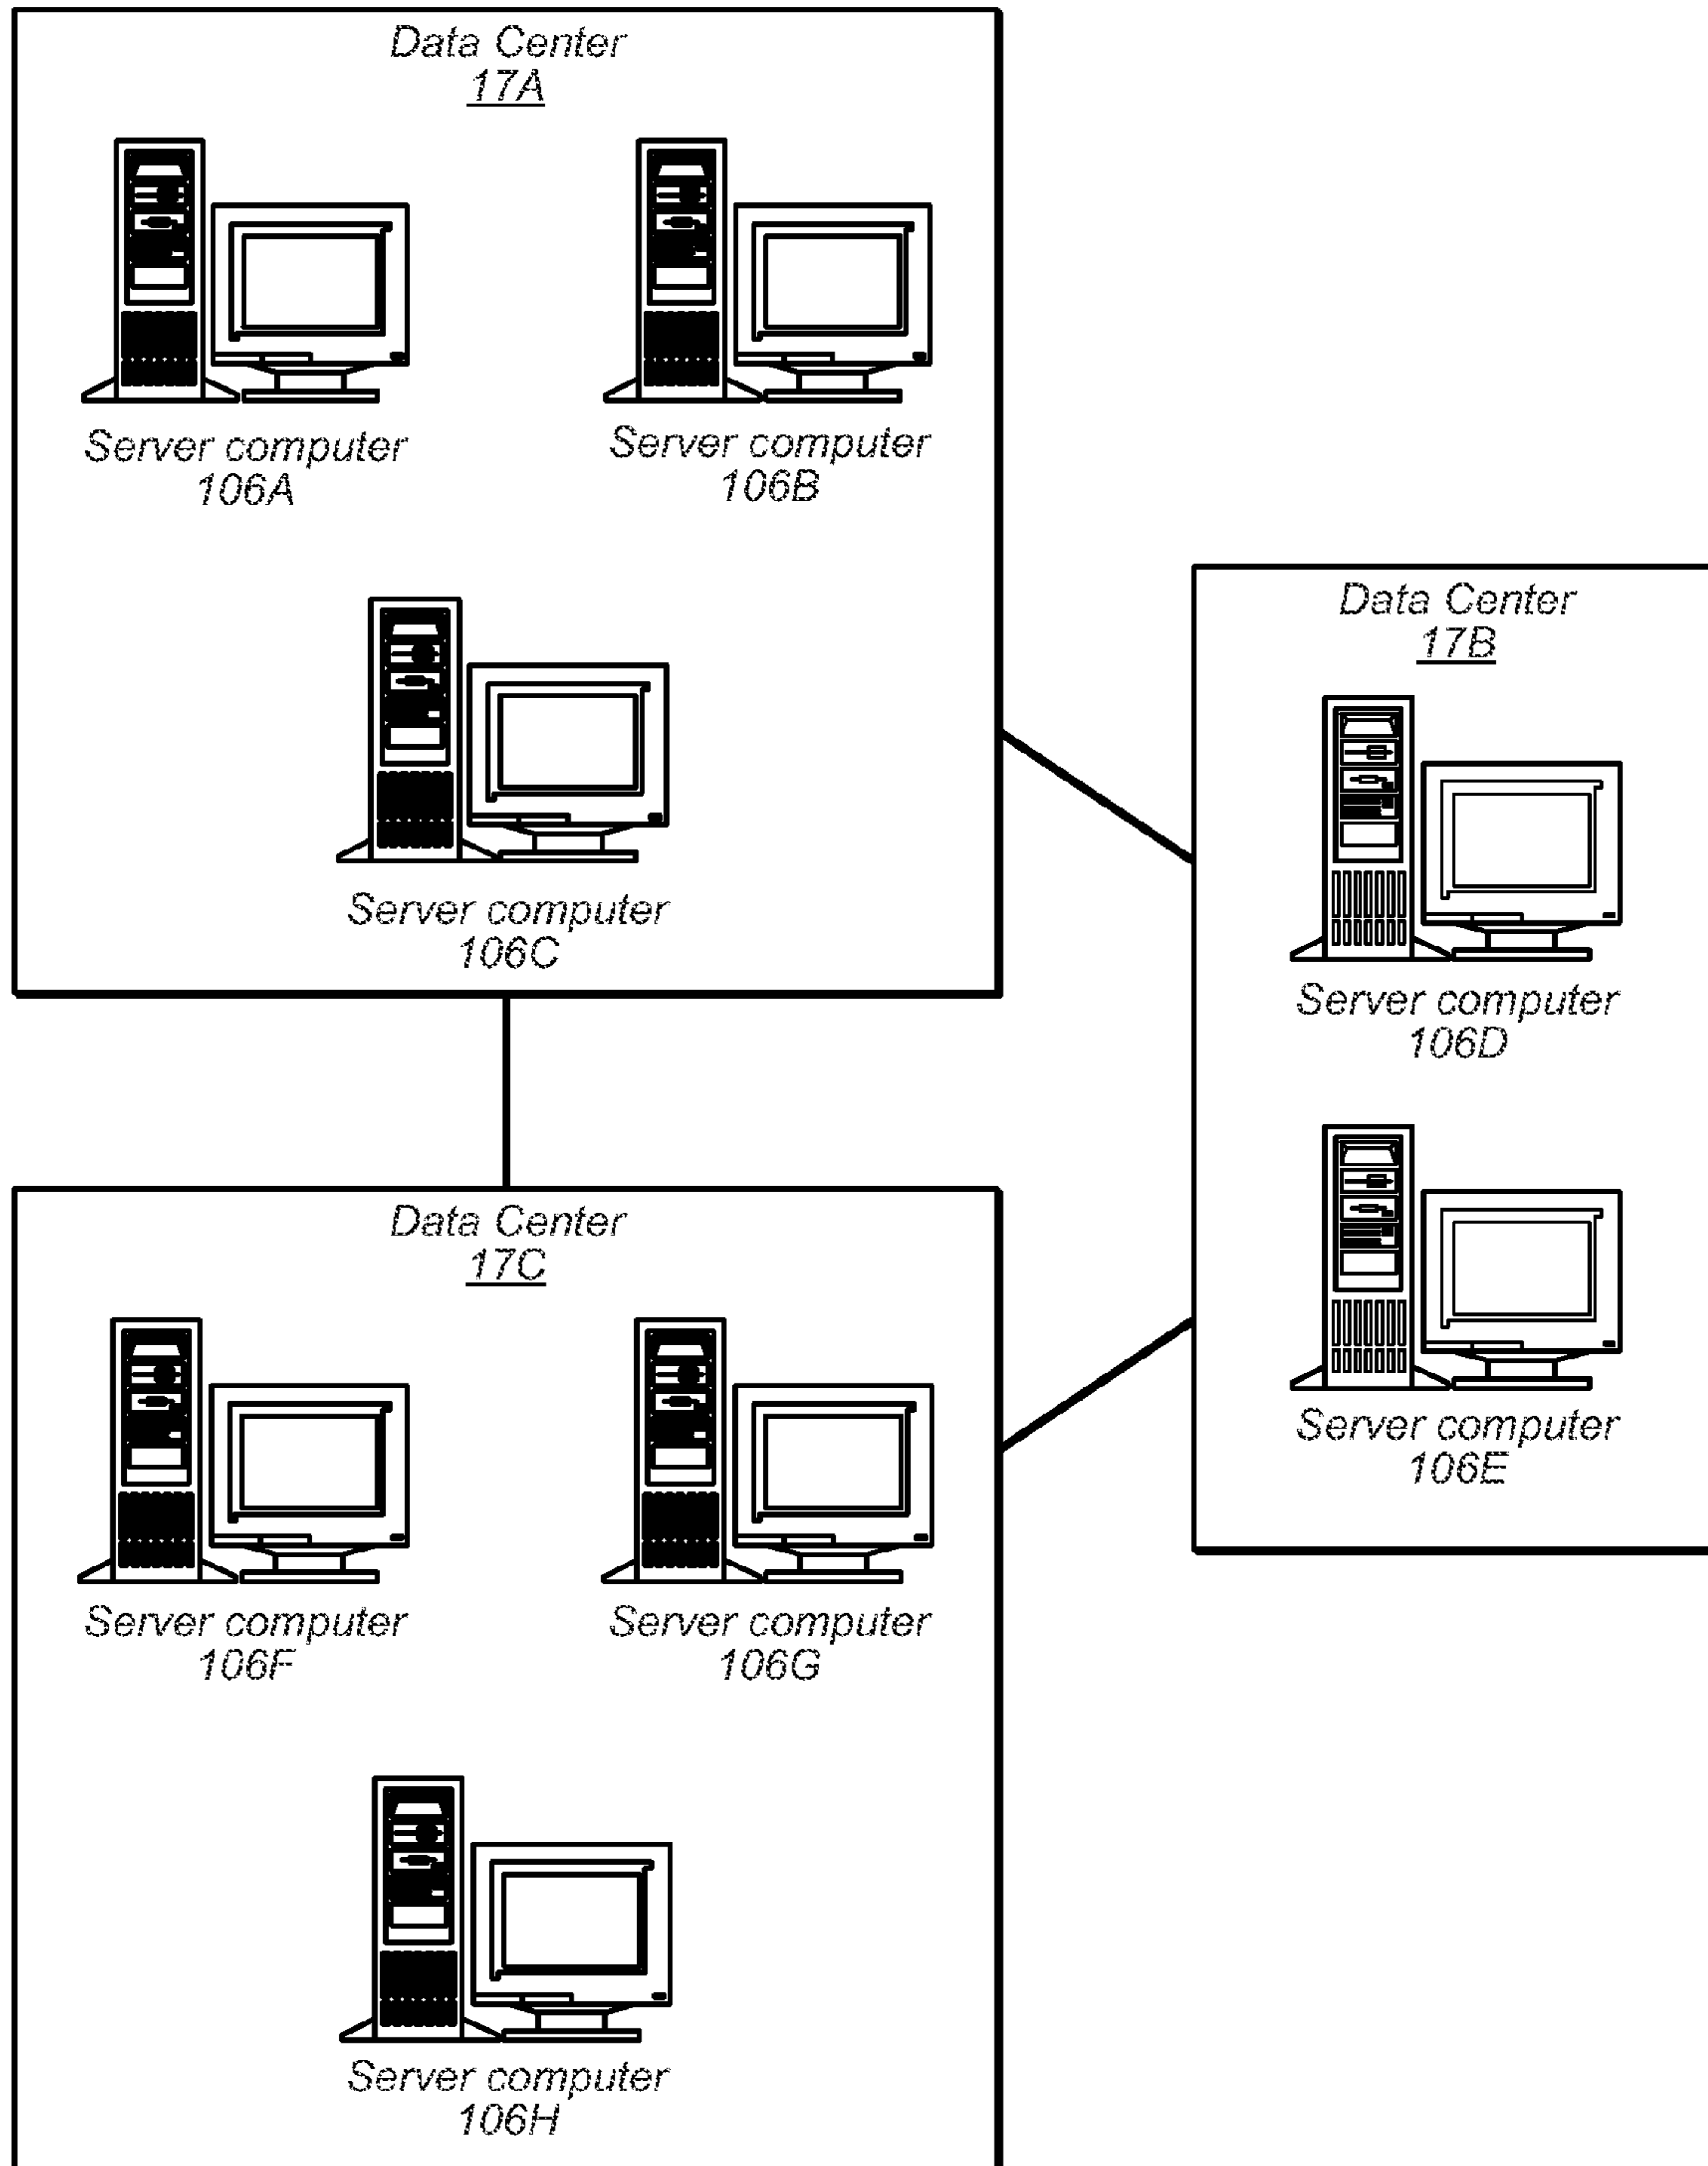 Data Center
17A
Server computer
106A
Server computer
106B
Server computer
106C
Data Center
17B
Server computer
106D
Server computer
106E
Data Center
17C
Server computer
106F
Server computer
106G
Server computer
106H